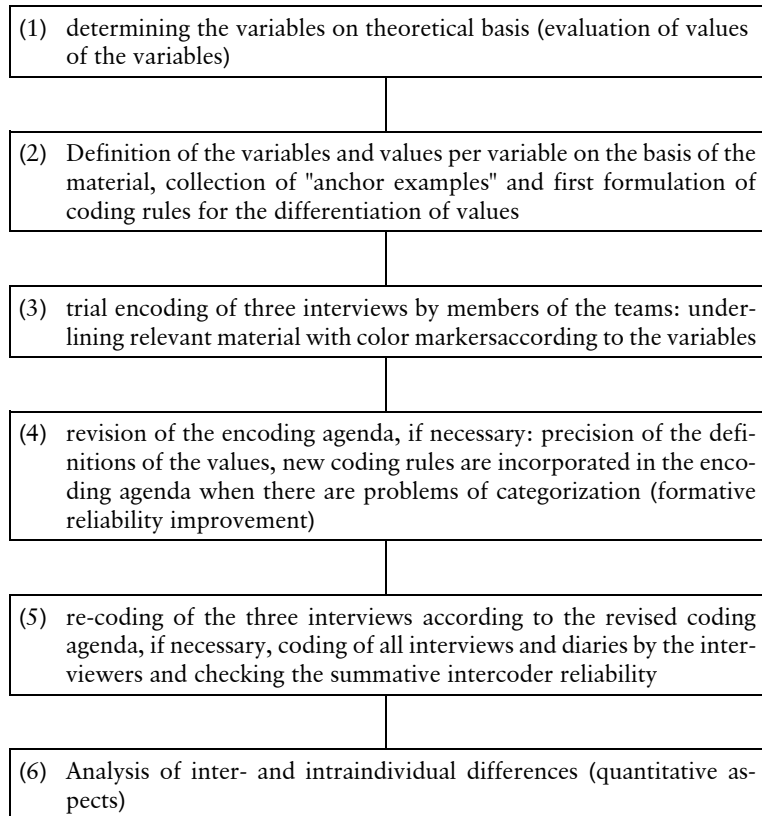 (1) determining the variables on theoretical basis (evaluation of values
of the variables)
(2) Definition of the variables and values per variable on the basis of the
material, collection of "anchor examples" and first formulation of
coding rules for the differentiation of values
(3) trial encoding of three interviews by members of the teams: under-
lining relevant material with color markersaccording to the variables
(4) revision of the encoding agenda, if necessary: precision of the defi-
nitions of the values, new coding rules are incorporated in the enco-
ding agenda when there are problems of categorization (formative
reliability improvement)
(5) re-coding of the three interviews according to the revised coding
agenda, if necessary, coding of all interviews and diaries by the inter-
viewers and checking the summative intercoder reliability
(6) Analysis of inter- and intraindividual differences (quantitative as-
pects)